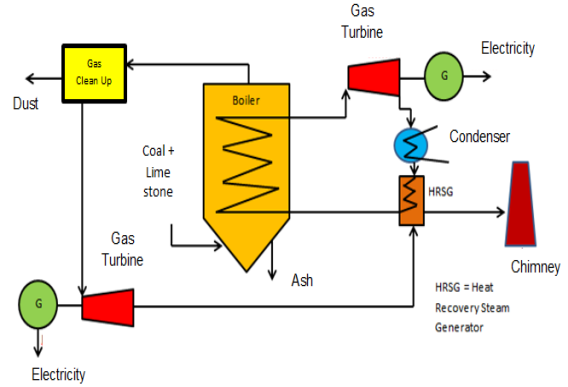 Gas
Turbine
Electricity
G
Gas
Clean Up
Dust
Boiler
Condenser
Coal +
Lime
stone
HRSG
Gas
Turbine
Ash
Chimney
G
HRSG = Heat
Recovery Steam
Generator
Electricity